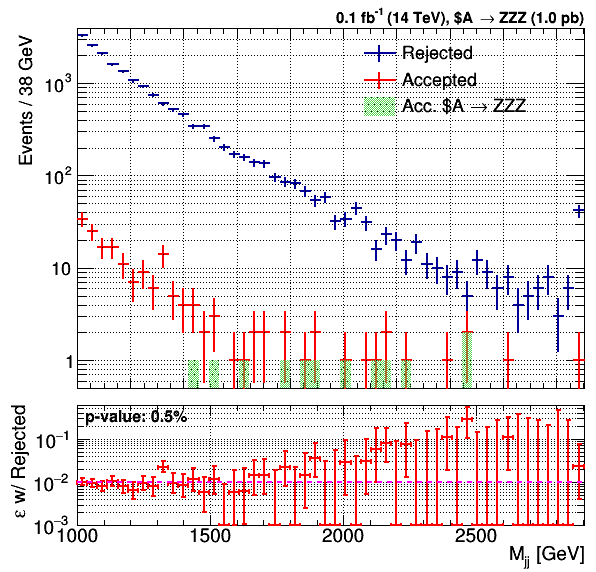 0.1 fb⁻¹ (14 TeV), $A → ZZZ (1.0 pb)
Events / 38 GeV
Rejected
Accepted
Acc. $A → ZZZ
10³
10²
10
1
p-value: 0.5%
ε w/ Rejected
10⁻¹
10⁻²
10⁻³
1000 1500 2000 2500
M_jj [GeV]